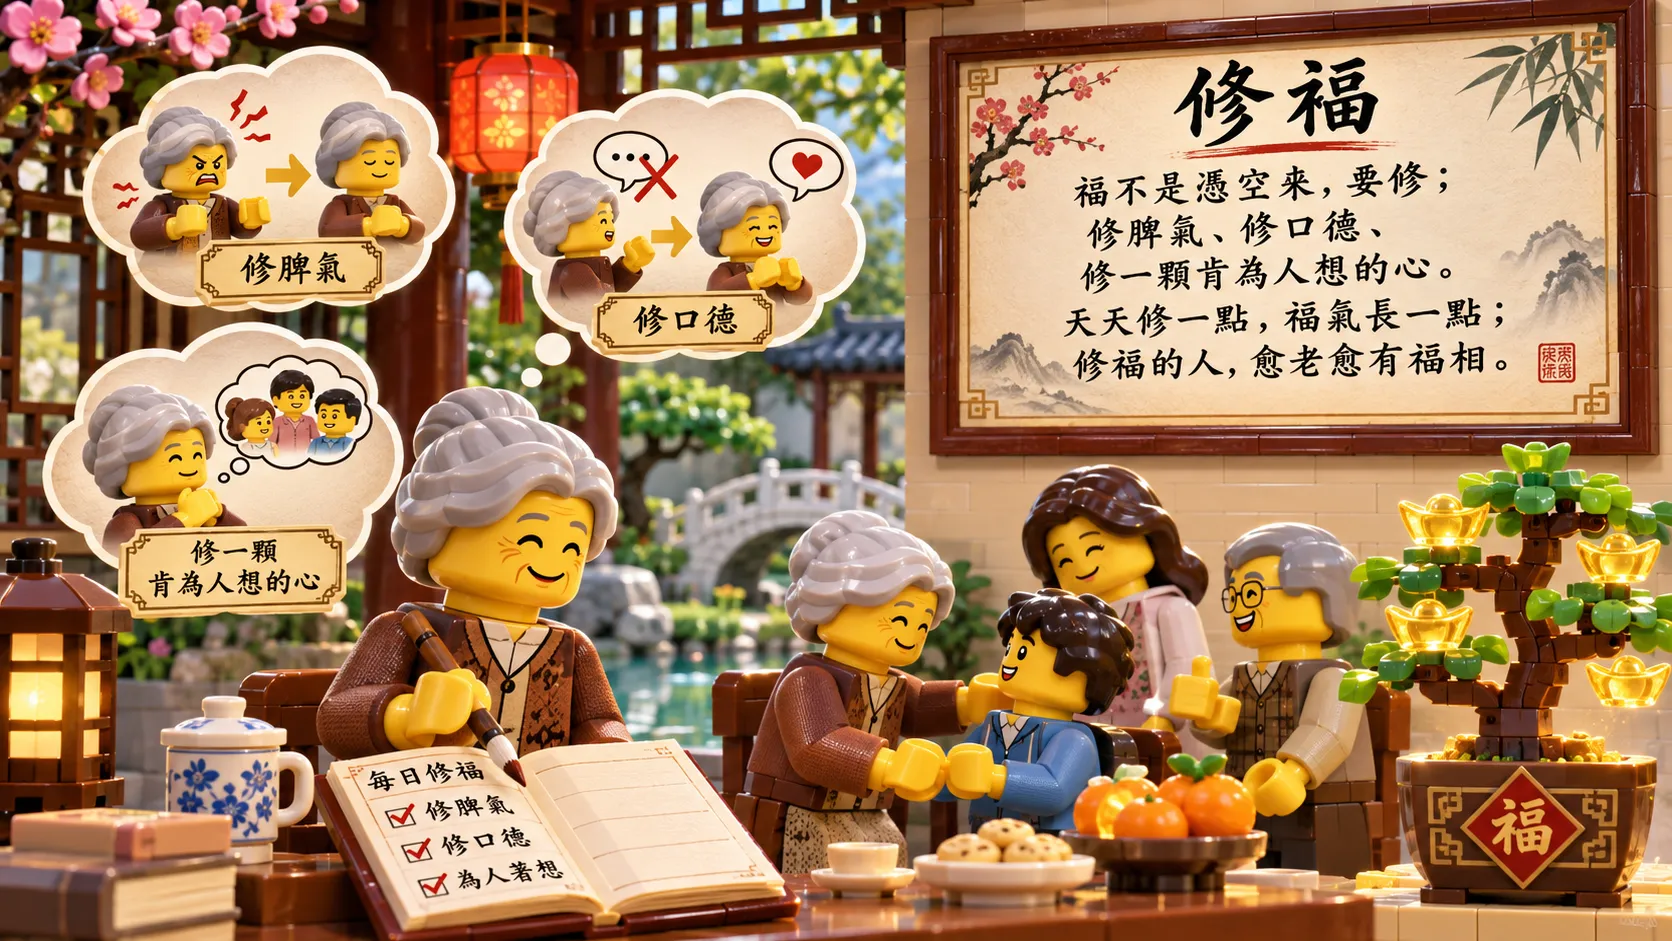 修福
福不是憑空來，要修；
修脾氣、修口德、
修一顆肯為人想的心。
天天修一點，福氣長一點；
修福的人，愈老愈有福相。
修脾氣
修口德
修一顆
肯為人想的心
每日修福
修脾氣
修口德
為人著想
福